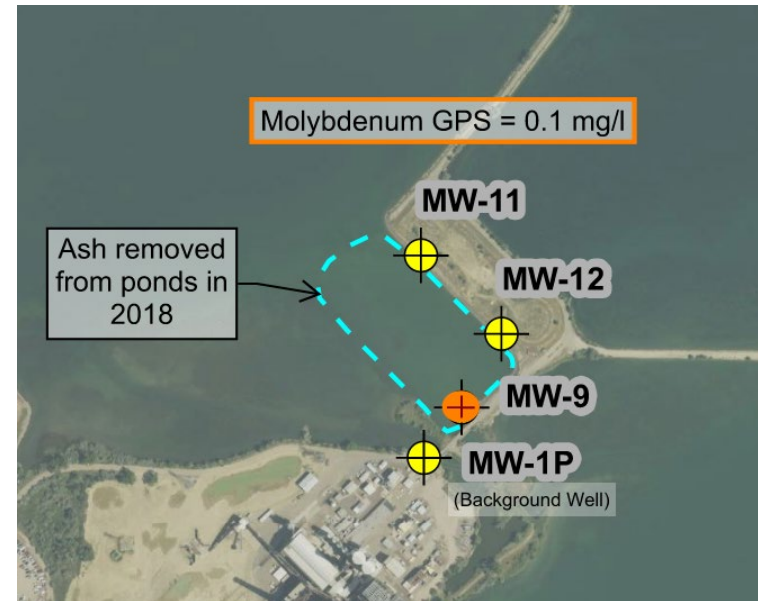 Molybdenum GPS = 0.1 mg/l
MW-11
Ash removed
from ponds in
2018
MW-12
MW-9
MW-1P
(Background Well)